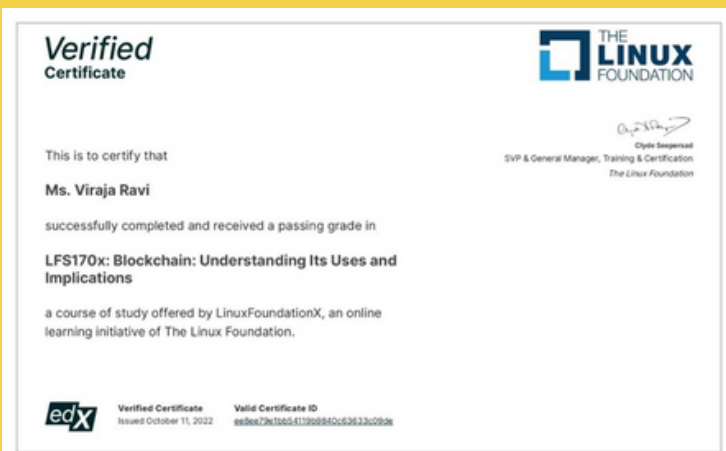 Verified
Certificate
THE
LINUX
FOUNDATION
Clyde Seepersad
SVP & General Manager, Training & Certification
The Linux Foundation
This is to certify that
Ms. Viraja Ravi
successfully completed and received a passing grade in
LFS170x: Blockchain: Understanding Its Uses and
Implications
a course of study offered by LinuxFoundationX, an online
learning initiative of The Linux Foundation.
edX
Verified Certificate
Issued October 11, 2022
Valid Certificate ID